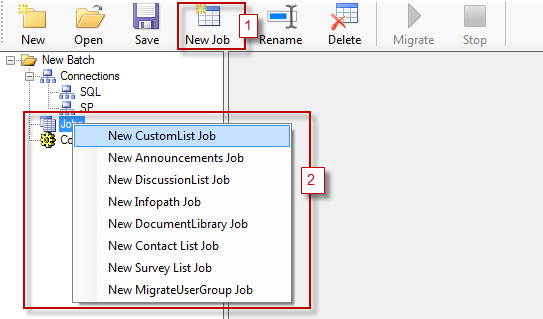 New Open Save New Job 1 Rename Delete Migrate Stop
New Batch
Connections
SQL
SP
Jobs
Co
New CustomList Job
New Announcements Job
New DiscussionList Job
2
New Infopath Job
New DocumentLibrary Job
New Contact List Job
New Survey List Job
New MigrateUserGroup Job